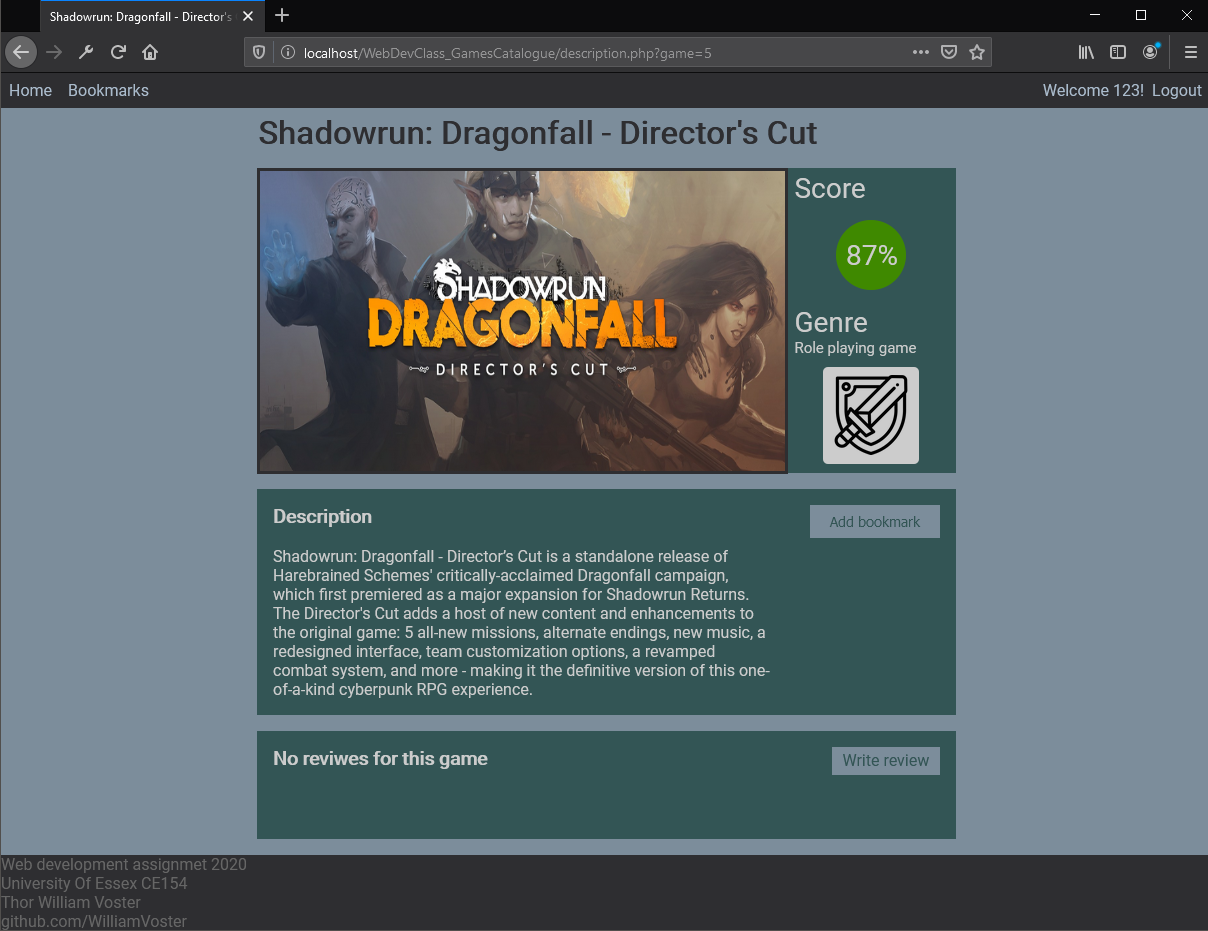 Shadowrun: Dragonfall - Director's
localhost/WebDevClass_GamesCatalogue/description.php?game=5
Home Bookmarks Welcome 123! Logout
Shadowrun: Dragonfall - Director's Cut
SHADOWRUN
DRAGONFALL
DIRECTOR'S CUT
Score
87%
Genre
Role playing game
Description
Add bookmark
Shadowrun: Dragonfall - Director's Cut is a standalone release of
Harebrained Schemes' critically-acclaimed Dragonfall campaign,
which first premiered as a major expansion for Shadowrun Returns.
The Director's Cut adds a host of new content and enhancements to
the original game: 5 all-new missions, alternate endings, new music, a
redesigned interface, team customization options, a revamped
combat system, and more - making it the definitive version of this one-
of-a-kind cyberpunk RPG experience.
No reviwes for this game
Write review
Web development assignmet 2020
University Of Essex CE154
Thor William Voster
github.com/WilliamVoster